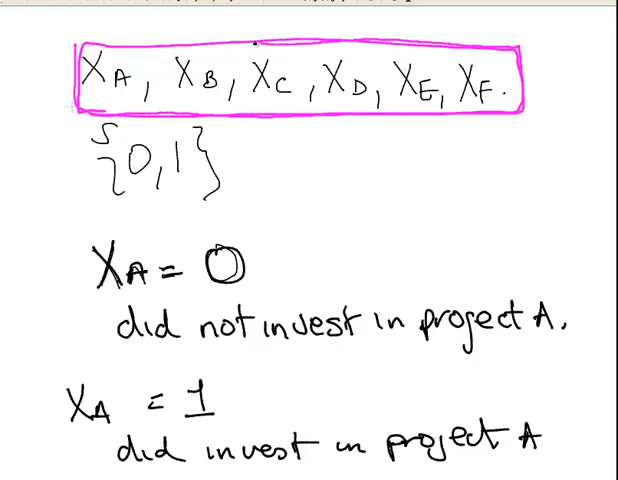 XA, XB, XC, XD, XE, XF.
{0,1}
XA = 0
did not invest in project A.
XA = 1
did invest in project A